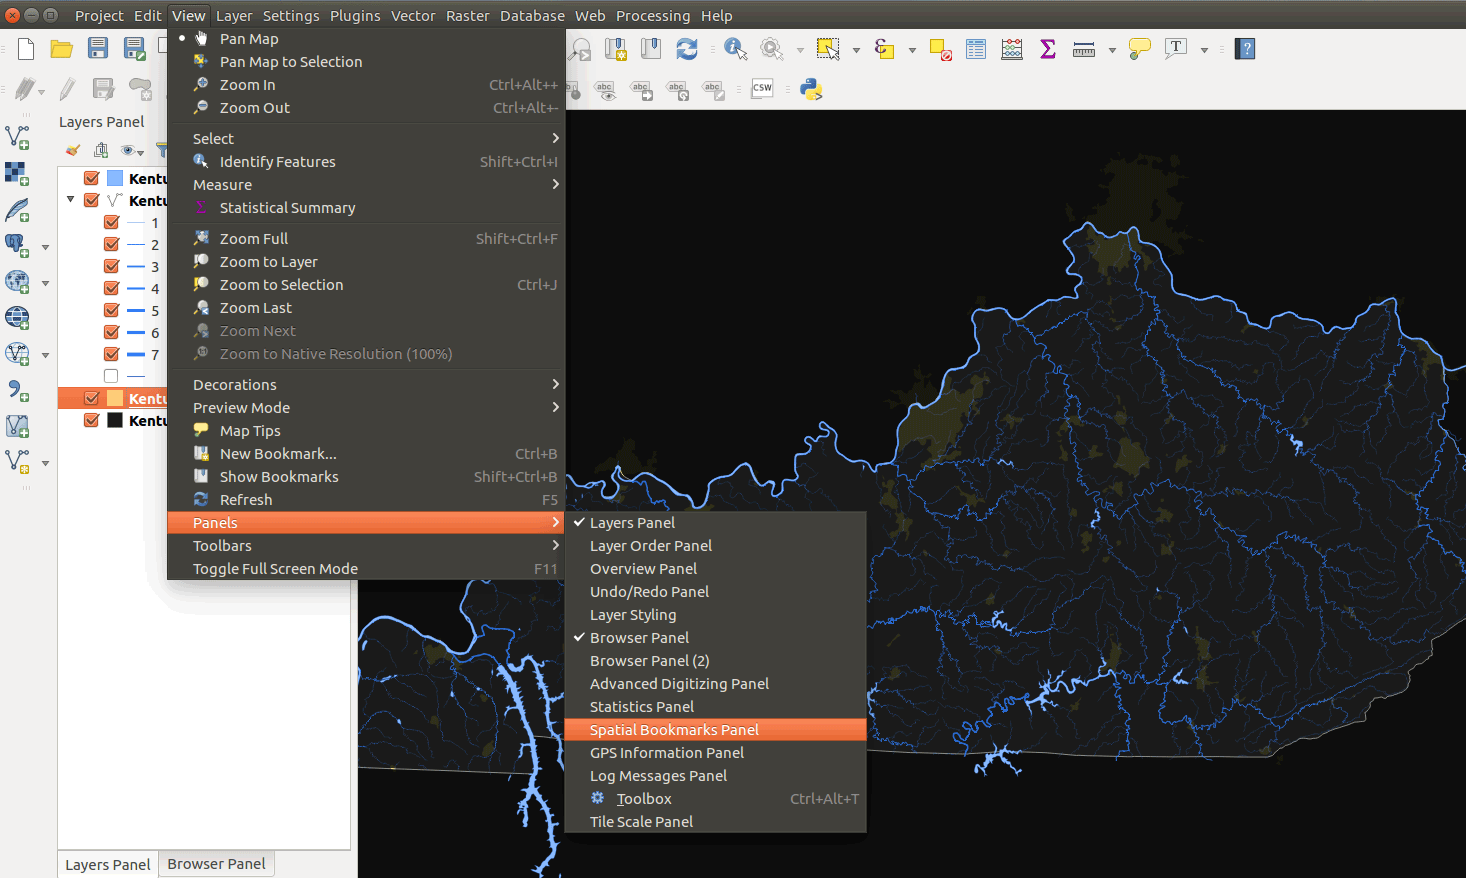 Project Edit View Layer Settings Plugins Vector Raster Database Web Processing Help
Pan Map
Pan Map to Selection
Zoom In Ctrl+Alt++
Zoom Out Ctrl+Alt+-
Select
Identify Features Shift+Ctrl+I
Measure
Statistical Summary
Zoom Full Shift+Ctrl+F
Zoom to Layer
Zoom to Selection Ctrl+J
Zoom Last
Zoom Next
Zoom to Native Resolution (100%)
Decorations
Preview Mode
Map Tips
New Bookmark... Ctrl+B
Show Bookmarks Shift+Ctrl+B
Refresh F5
Panels
Toolbars
Toggle Full Screen Mode F11
Layers Panel
Layer Order Panel
Overview Panel
Undo/Redo Panel
Layer Styling
Browser Panel
Browser Panel (2)
Advanced Digitizing Panel
Statistics Panel
Spatial Bookmarks Panel
GPS Information Panel
Log Messages Panel
Toolbox Ctrl+Alt+T
Tile Scale Panel
abc abc abc abc
CSW
Layers Panel
Kentu
Kentu
1
2
3
4
5
6
7
Kentu
Kentu
Layers Panel Browser Panel